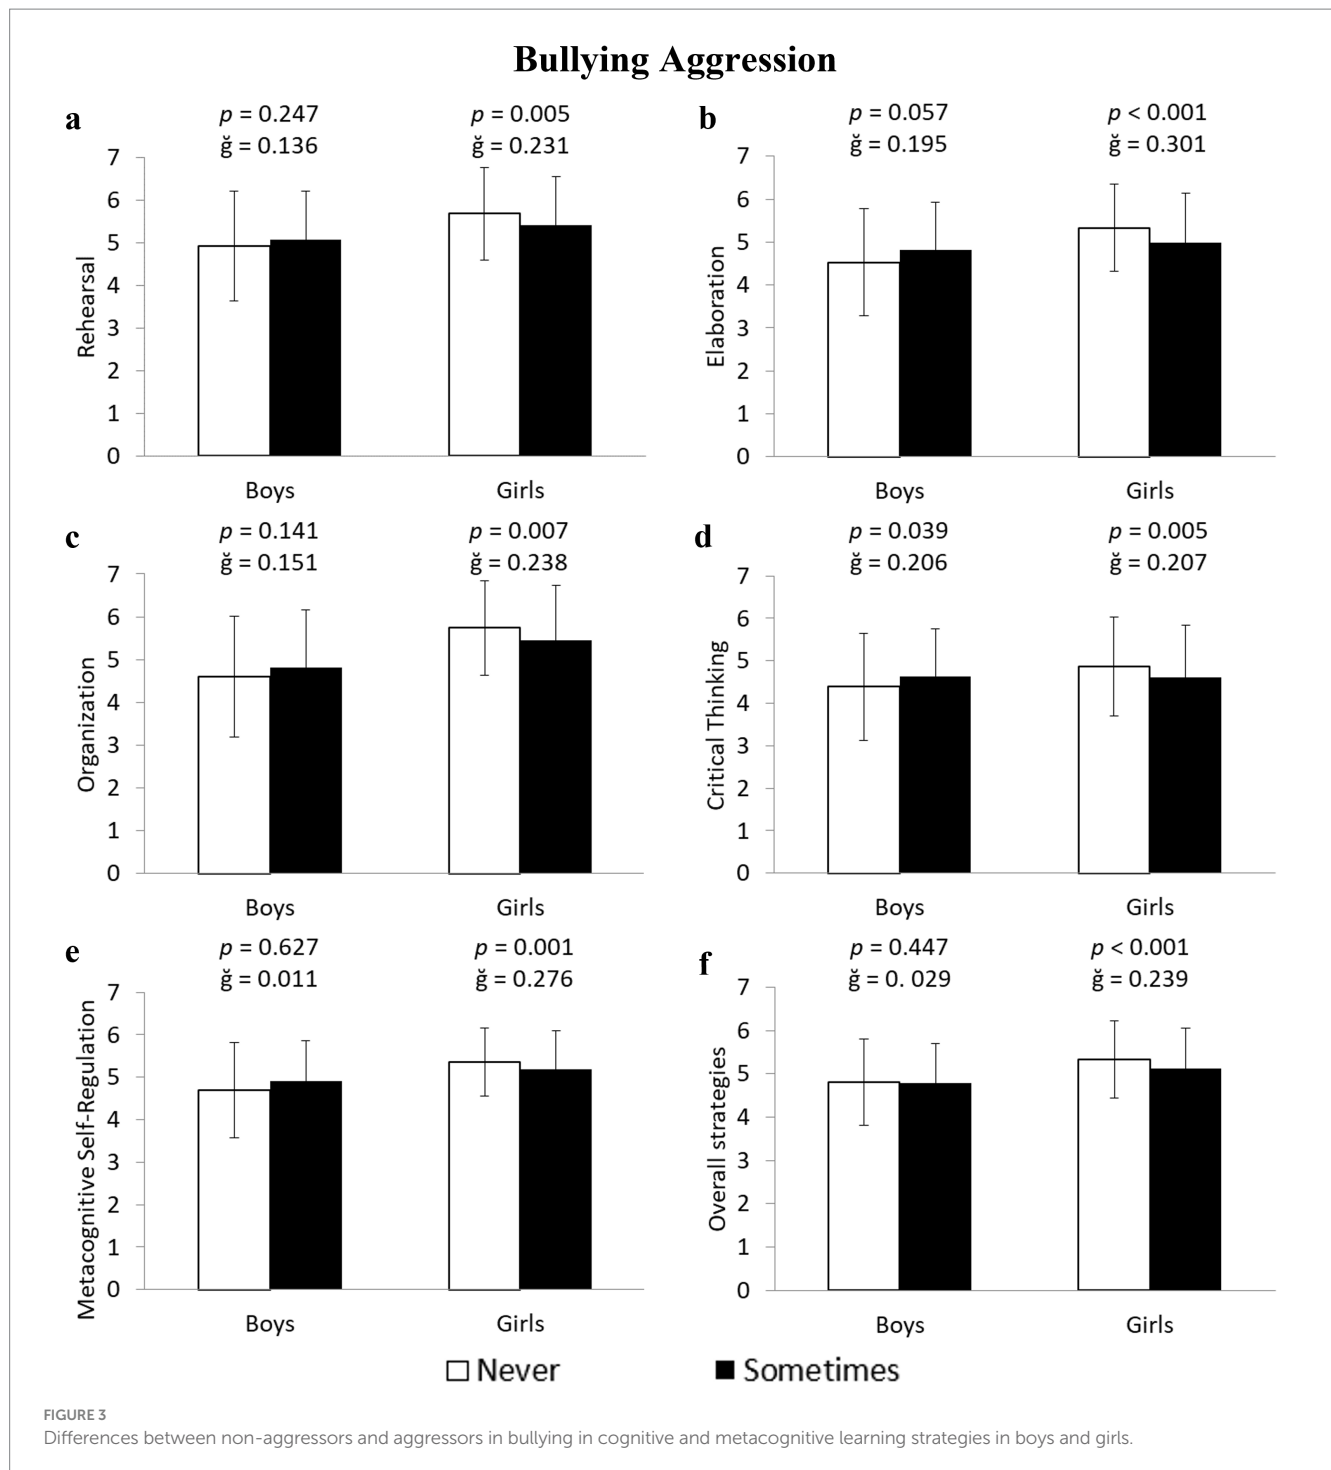 Bullying Aggression
a
p = 0.247
ğ = 0.136
p = 0.005
ğ = 0.231
7
6
5
4
3
2
1
0
Rehearsal
Boys
Girls
b
p = 0.057
ğ = 0.195
p < 0.001
ğ = 0.301
7
6
5
4
3
2
1
0
Elaboration
Boys
Girls
c
p = 0.141
ğ = 0.151
p = 0.007
ğ = 0.238
7
6
5
4
3
2
1
0
Organization
Boys
Girls
d
p = 0.039
ğ = 0.206
p = 0.005
ğ = 0.207
7
6
5
4
3
2
1
0
Critical Thinking
Boys
Girls
e
p = 0.627
ğ = 0.011
p = 0.001
ğ = 0.276
7
6
5
4
3
2
1
0
Metacognitive Self-Regulation
Boys
Girls
f
p = 0.447
ğ = 0. 029
p < 0.001
ğ = 0.239
7
6
5
4
3
2
1
0
Overall strategies
Boys
Girls
Never
Sometimes
FIGURE 3
Differences between non-aggressors and aggressors in bullying in cognitive and metacognitive learning strategies in boys and girls.